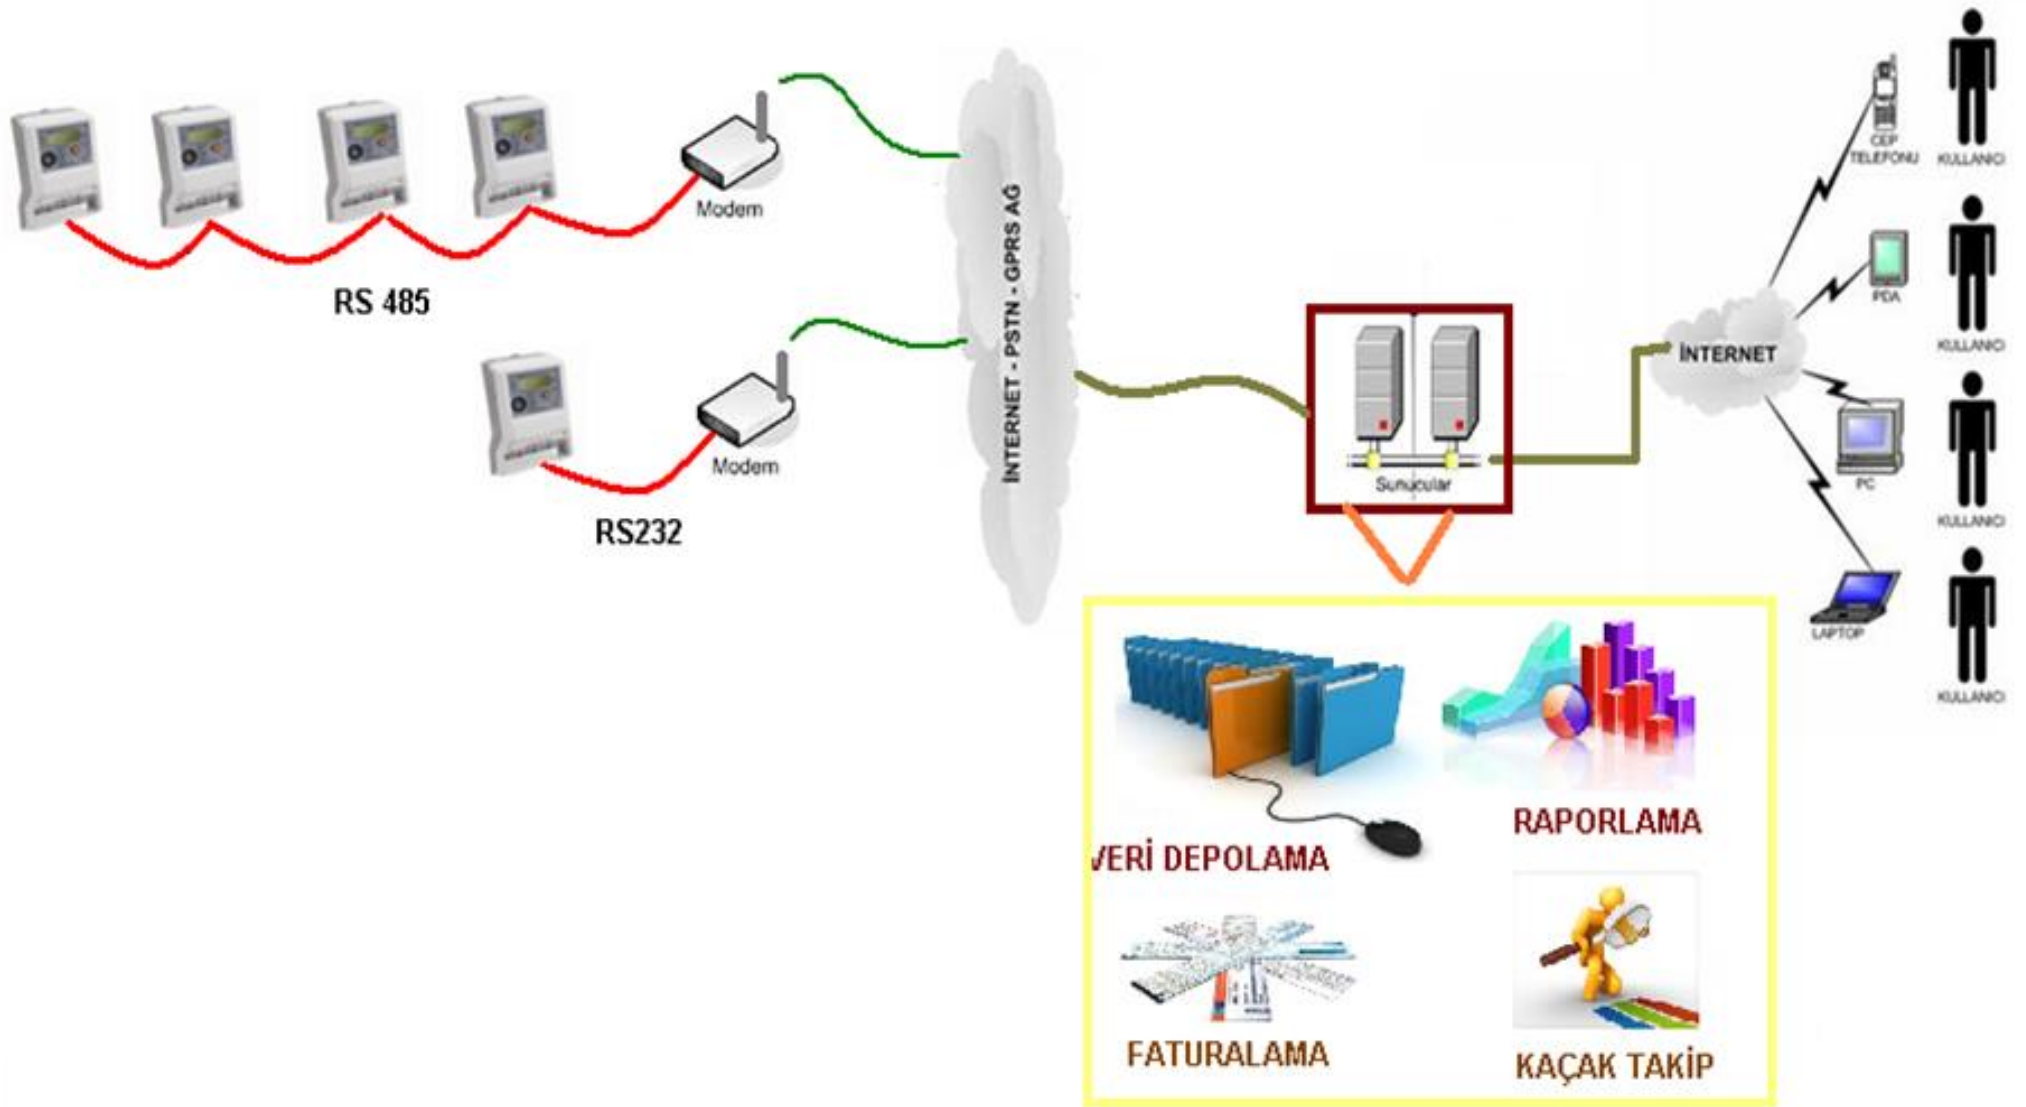 Modem
RS 485
Modem
RS232
İNTERNET - PSTN - GPRS AĞ
Sunucular
İNTERNET
CEP
TELEFONU
KULLANICI
PDA
KULLANICI
PC
KULLANICI
LAPTOP
KULLANICI
VERİ DEPOLAMA
RAPORLAMA
FATURALAMA
KAÇAK TAKİP